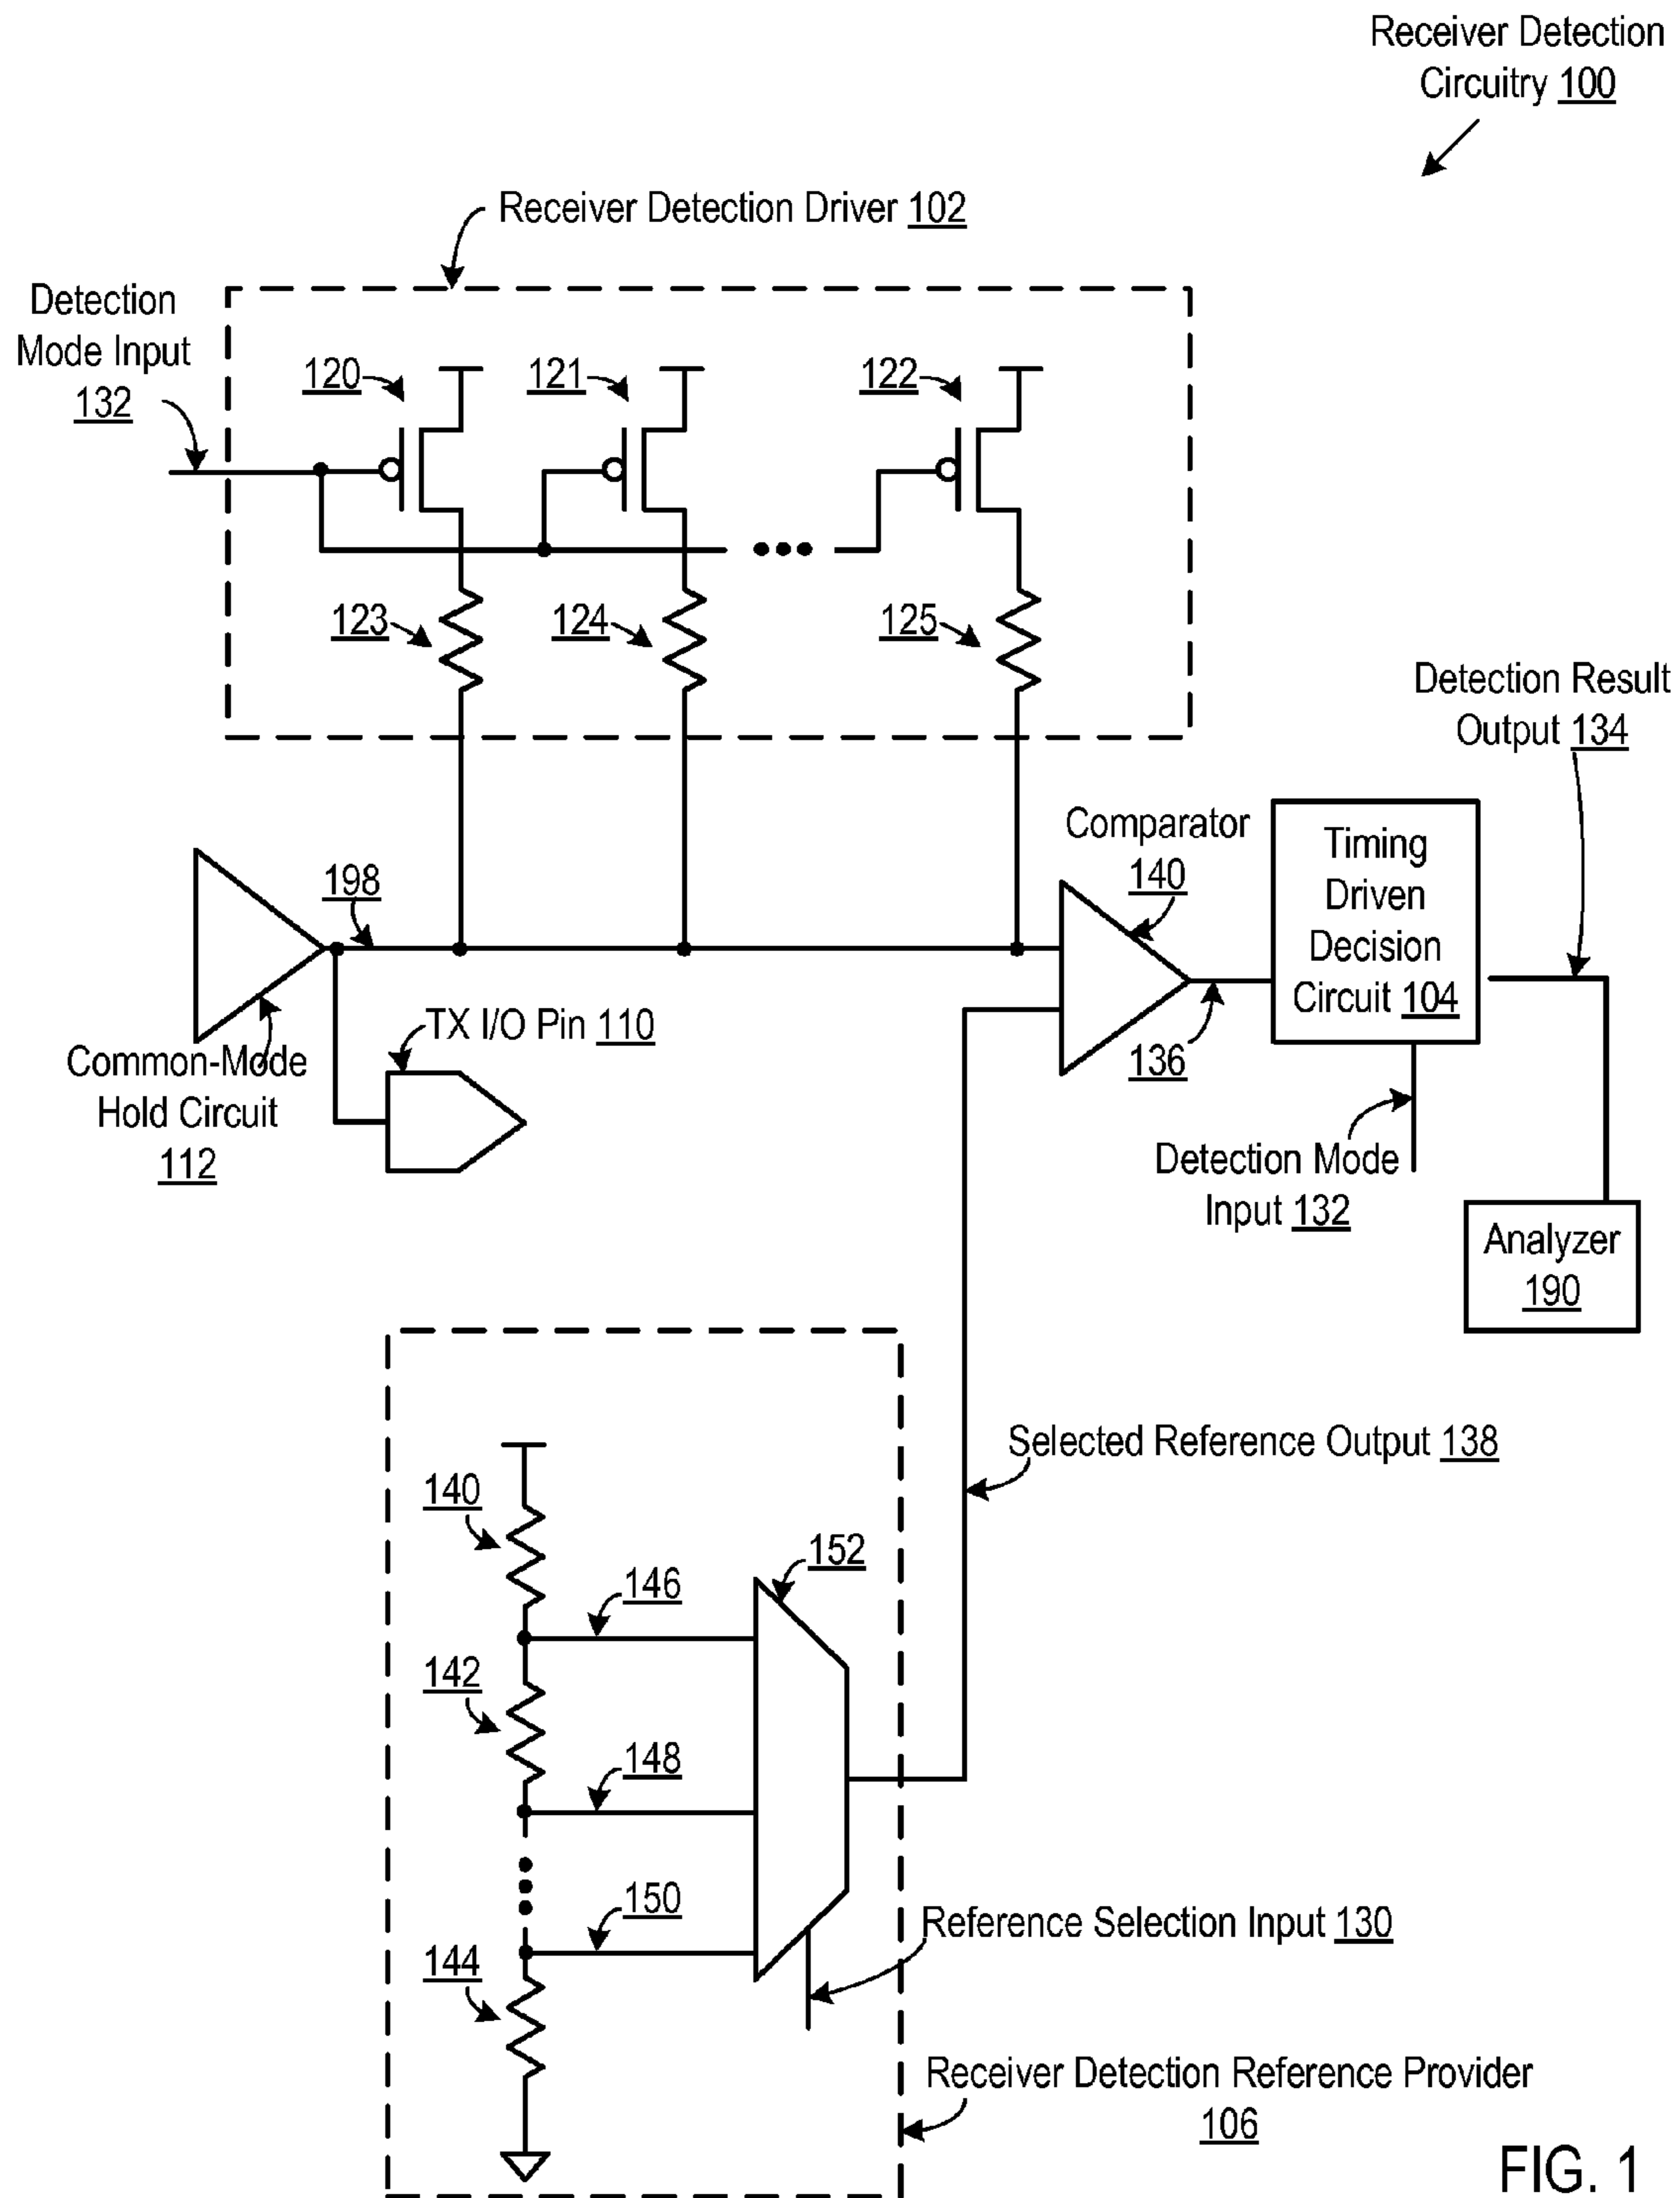 Receiver Detection
Circuitry 100
Receiver Detection Driver 102
Detection
Mode Input
132
120
121
122
123
124
125
Detection Result
Output 134
Comparator
140
Timing
Driven
Decision
Circuit 104
198
TX I/O Pin 110
Common-Mode
Hold Circuit
112
136
Detection Mode
Input 132
Analyzer
190
Selected Reference Output 138
140
152
146
142
148
150
Reference Selection Input 130
144
Receiver Detection Reference Provider
106
FIG. 1